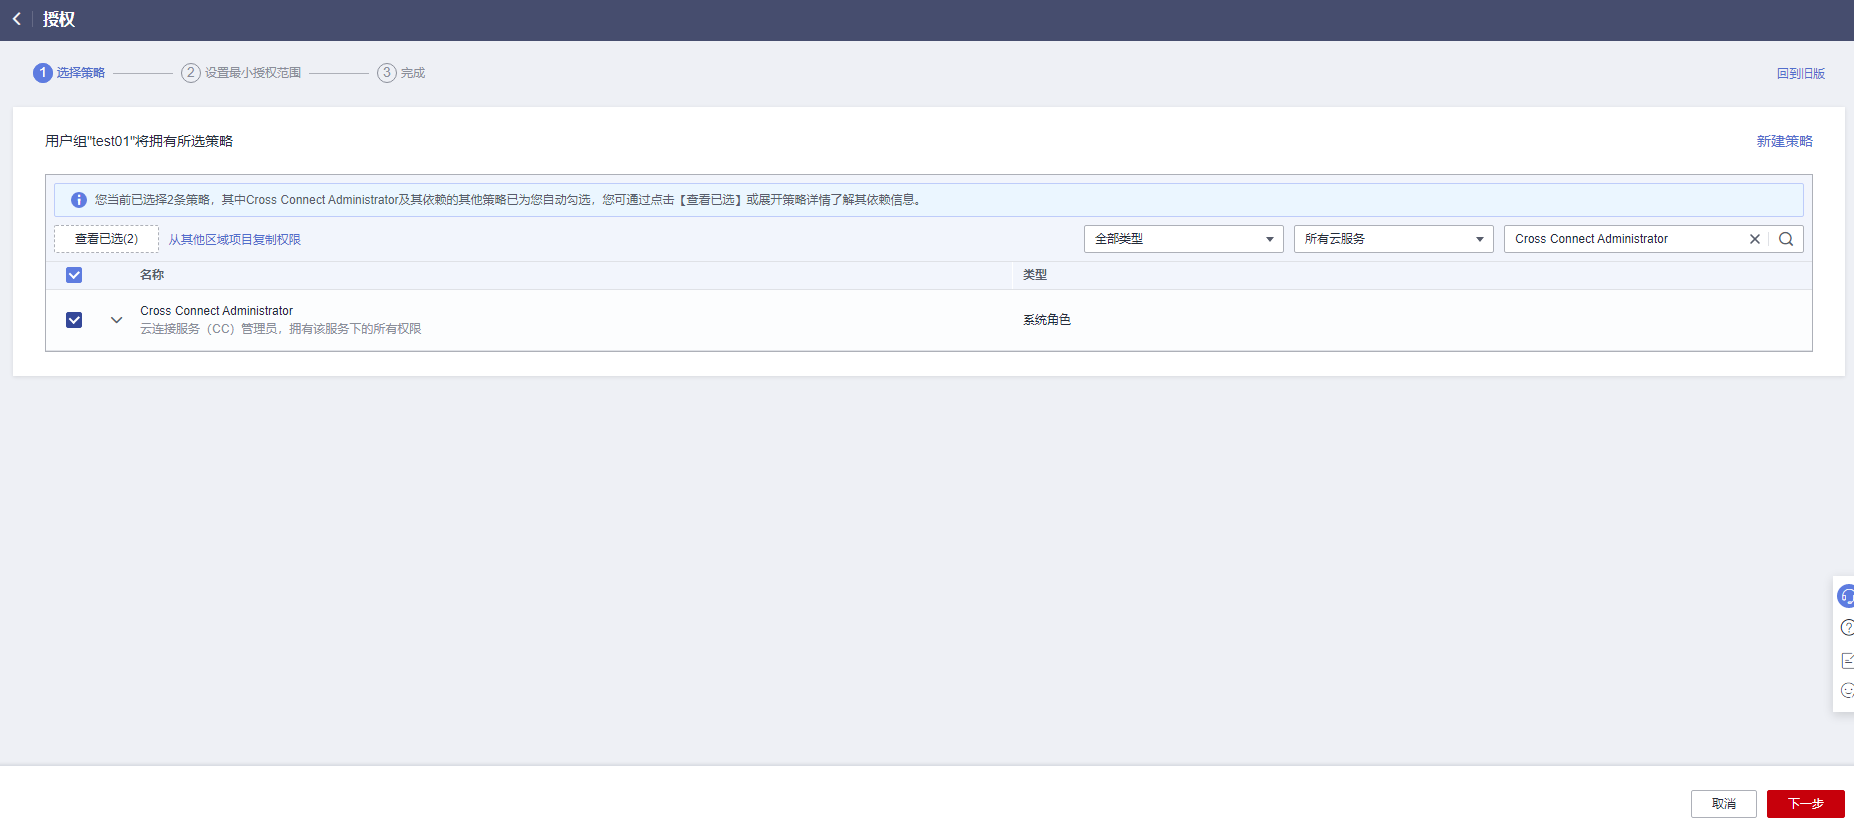 授权
1 选择策略 2 设置最小授权范围 3 完成 回到旧版
用户组"test01"将拥有所选策略 新建策略
您当前已选择2条策略，其中Cross Connect Administrator及其依赖的其他策略已为您自动勾选，您可通过点击【查看已选】或展开策略详情了解其依赖信息。
查看已选(2) 从其他区域项目复制权限 全部类型 所有云服务 Cross Connect Administrator
名称 类型
Cross Connect Administrator
云连接服务（CC）管理员，拥有该服务下的所有权限
系统角色
取消 下一步